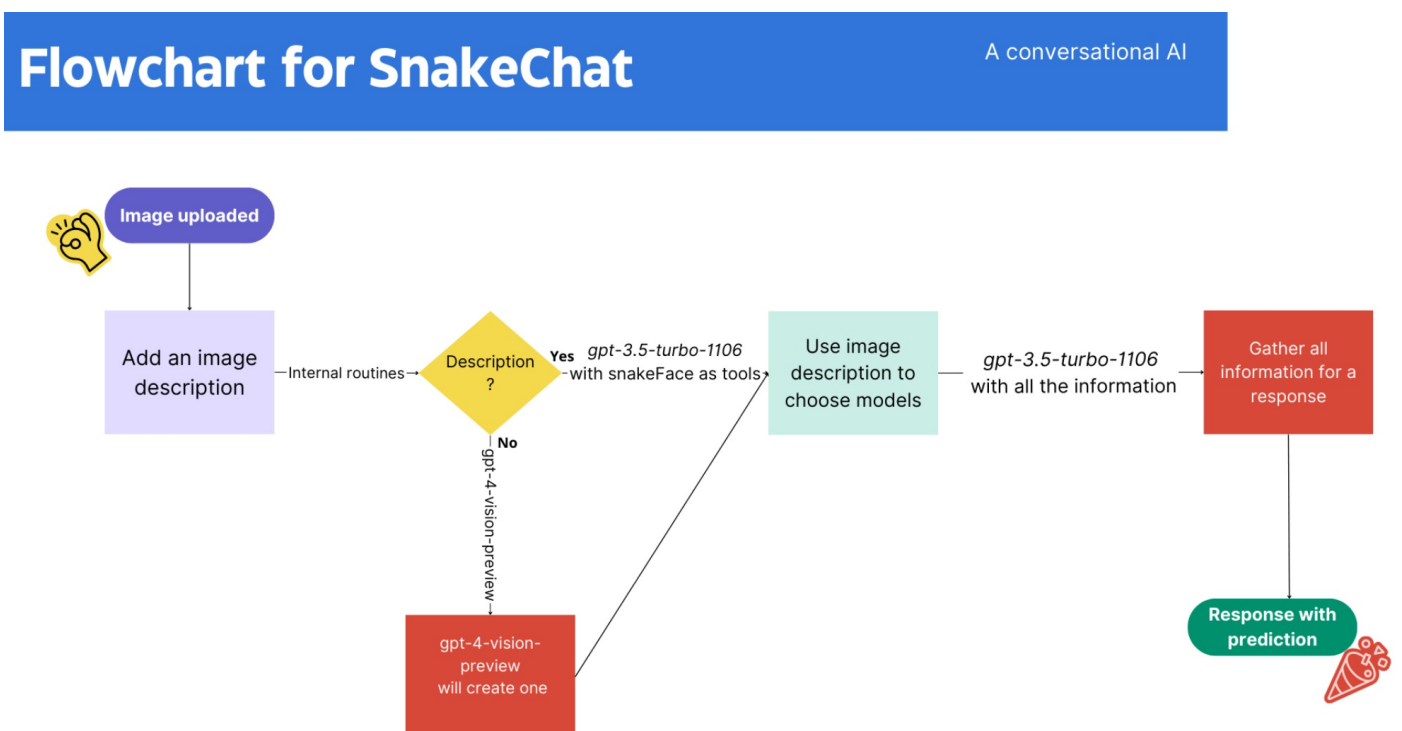 Flowchart for SnakeChat
A conversational AI
Image uploaded
Add an image
description
Internal routines
Description
?
Yes
gpt-3.5-turbo-1106
with snakeFace as tools
No
gpt-4-vision-preview
gpt-4-vision-
preview
will create one
Use image
description to
choose models
gpt-3.5-turbo-1106
with all the information
Gather all
information for a
response
Response with
prediction